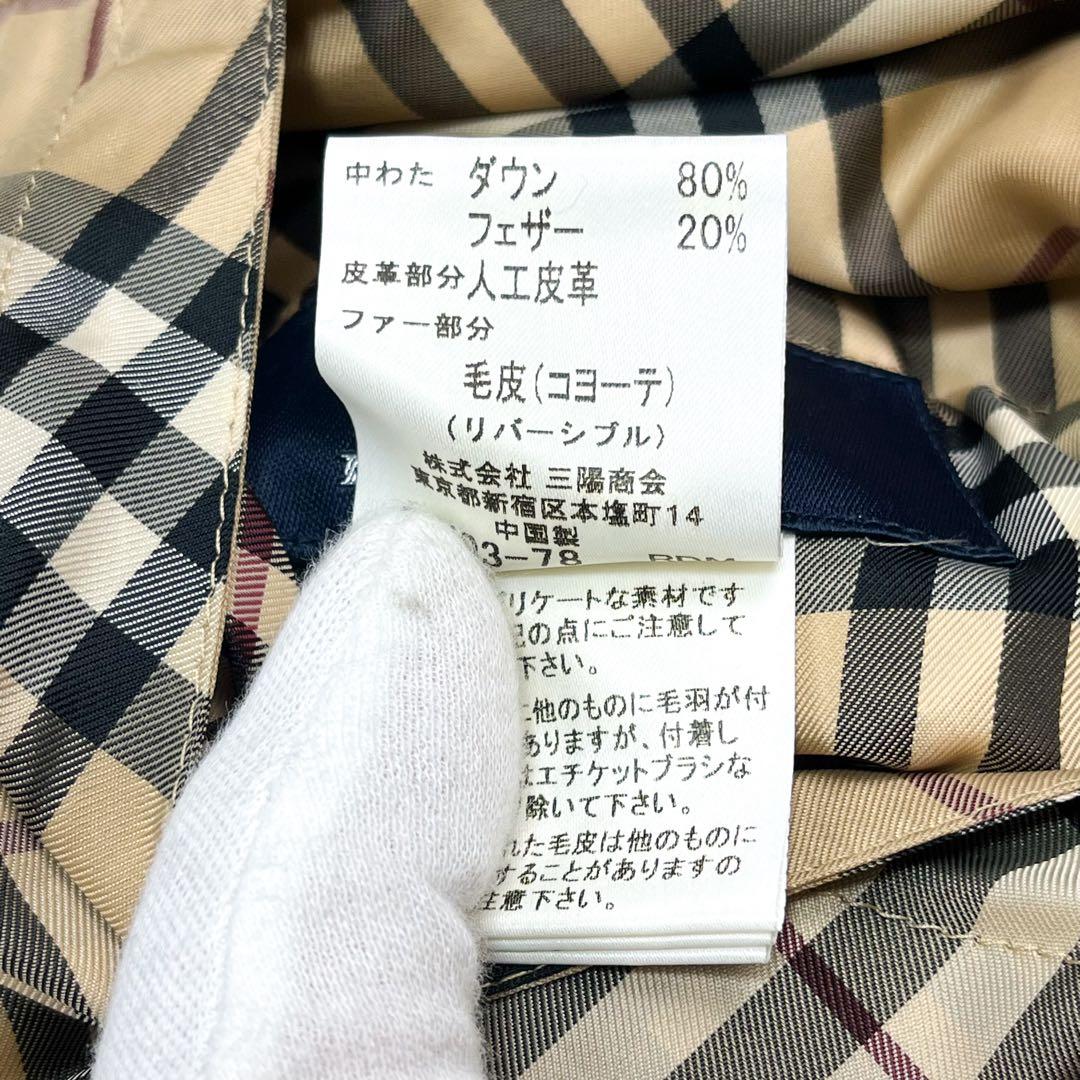 中わた ダウン 80%
フェザー 20%
皮革部分 人工皮革
ファー部分
毛皮(コヨーテ)
(リバーシブル)
株式会社 三陽商会
東京都新宿区本塩町14
中国製
03-78
リケートな素材です
の点にご注意して
下さい。
他のものに毛羽が付
ありますが、付着し
はエチケットブラシな
除いて下さい。
れた毛皮は他のものに
することがありますの
注意下さい。